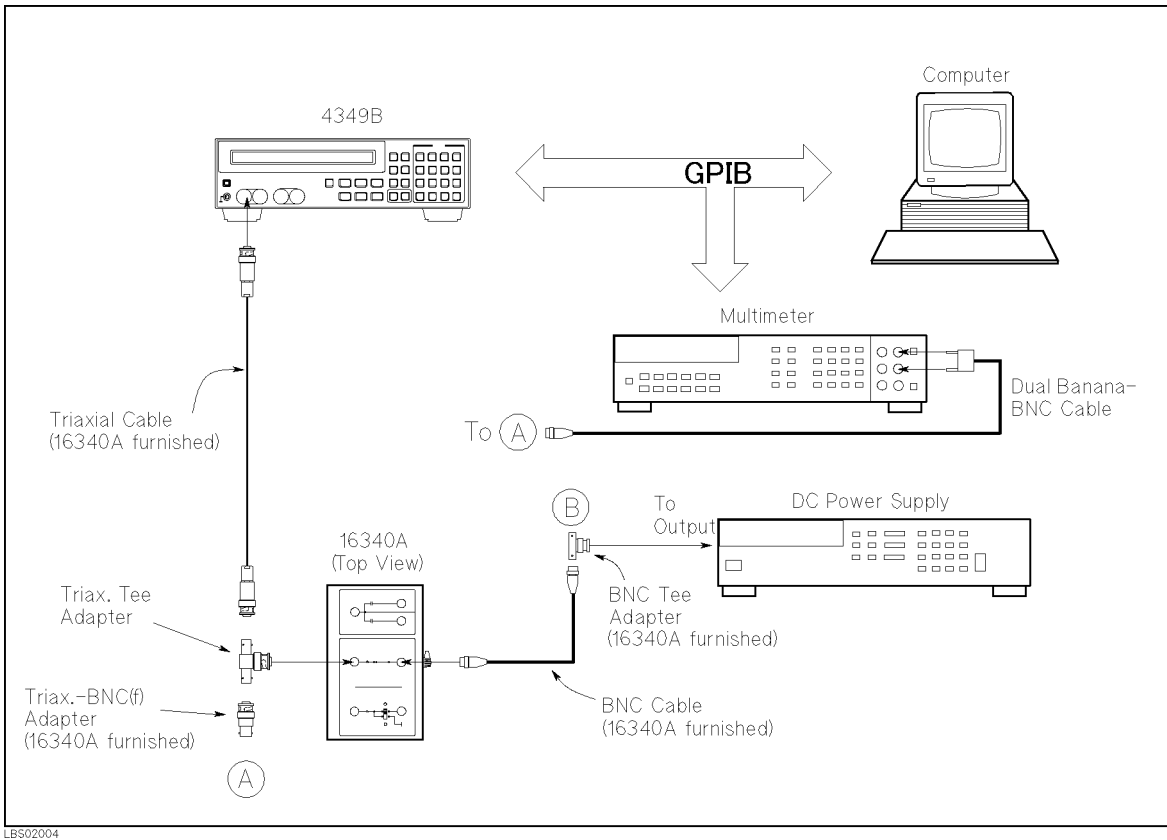 Computer
4349B
GPIB
Multimeter
Triaxial Cable
(16340A furnished)
Dual Banana-
BNC Cable
To A
B
To
Output
DC Power Supply
16340A
(Top View)
Triax. Tee
Adapter
BNC Tee
Adapter
(16340A furnished)
Triax.-BNC(f)
Adapter
(16340A furnished)
BNC Cable
(16340A furnished)
A
LBS02004